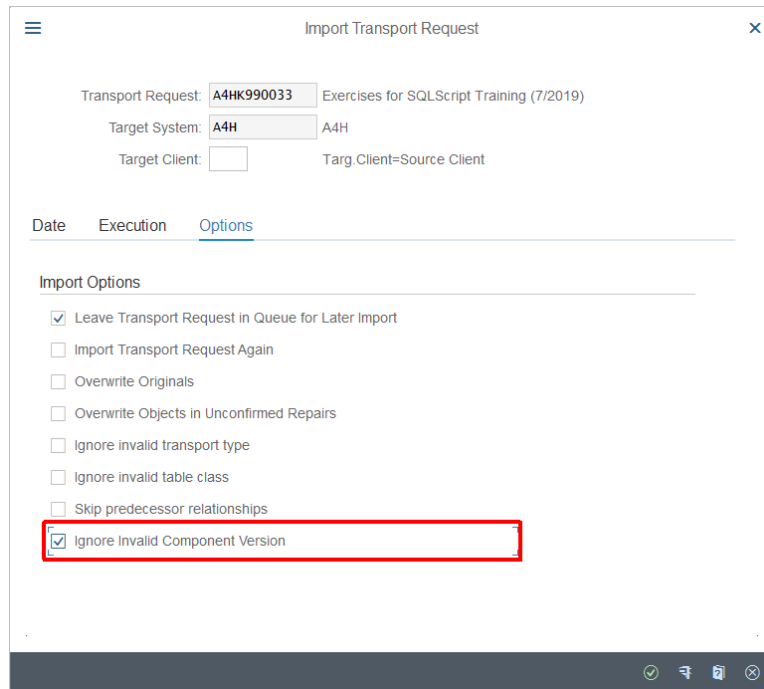 Import Transport Request
Transport Request: A4HK990033 Exercises for SQLScript Training (7/2019)
Target System: A4H A4H
Target Client: Targ.Client=Source Client
Date Execution Options
Import Options
Leave Transport Request in Queue for Later Import
Import Transport Request Again
Overwrite Originals
Overwrite Objects in Unconfirmed Repairs
Ignore invalid transport type
Ignore invalid table class
Skip predecessor relationships
Ignore Invalid Component Version